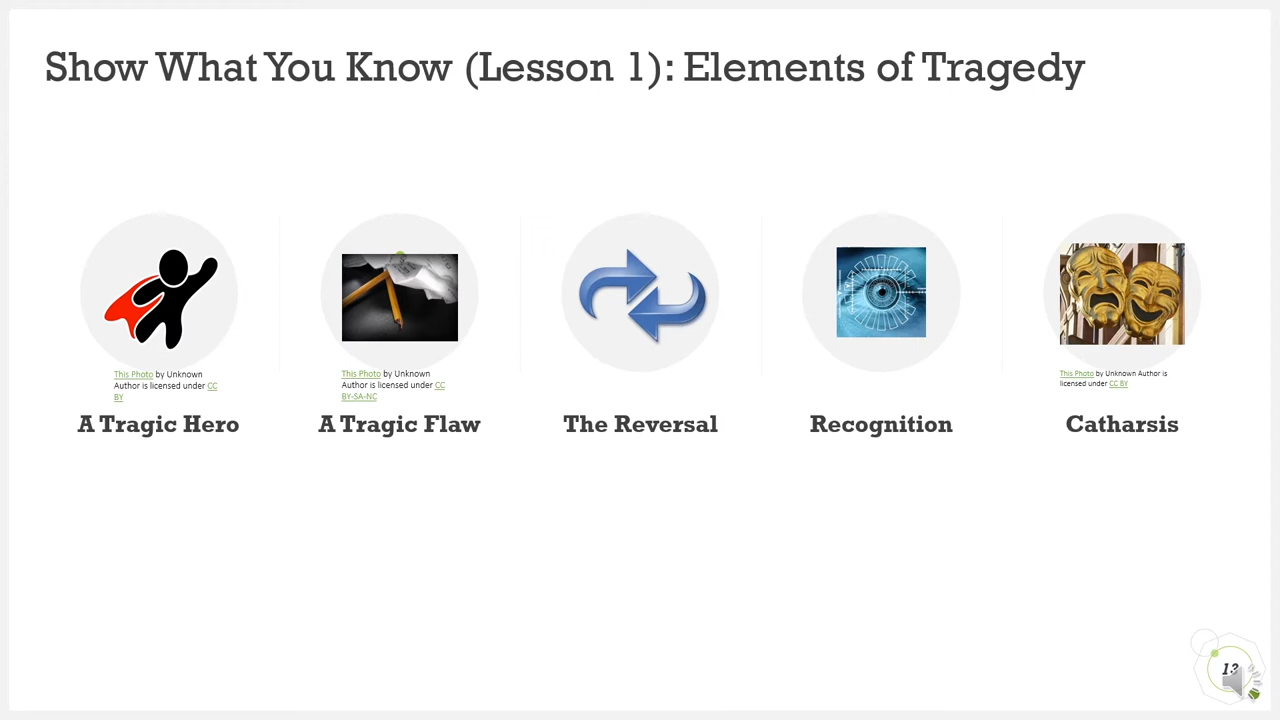 Show What You Know (Lesson 1): Elements of Tragedy
This Photo by Unknown
Author is licensed under CC
BY
This Photo by Unknown
Author is licensed under CC
BY-SA-NC
This Photo by Unknown Author is
licensed under CC BY
A Tragic Hero
A Tragic Flaw
The Reversal
Recognition
Catharsis
13